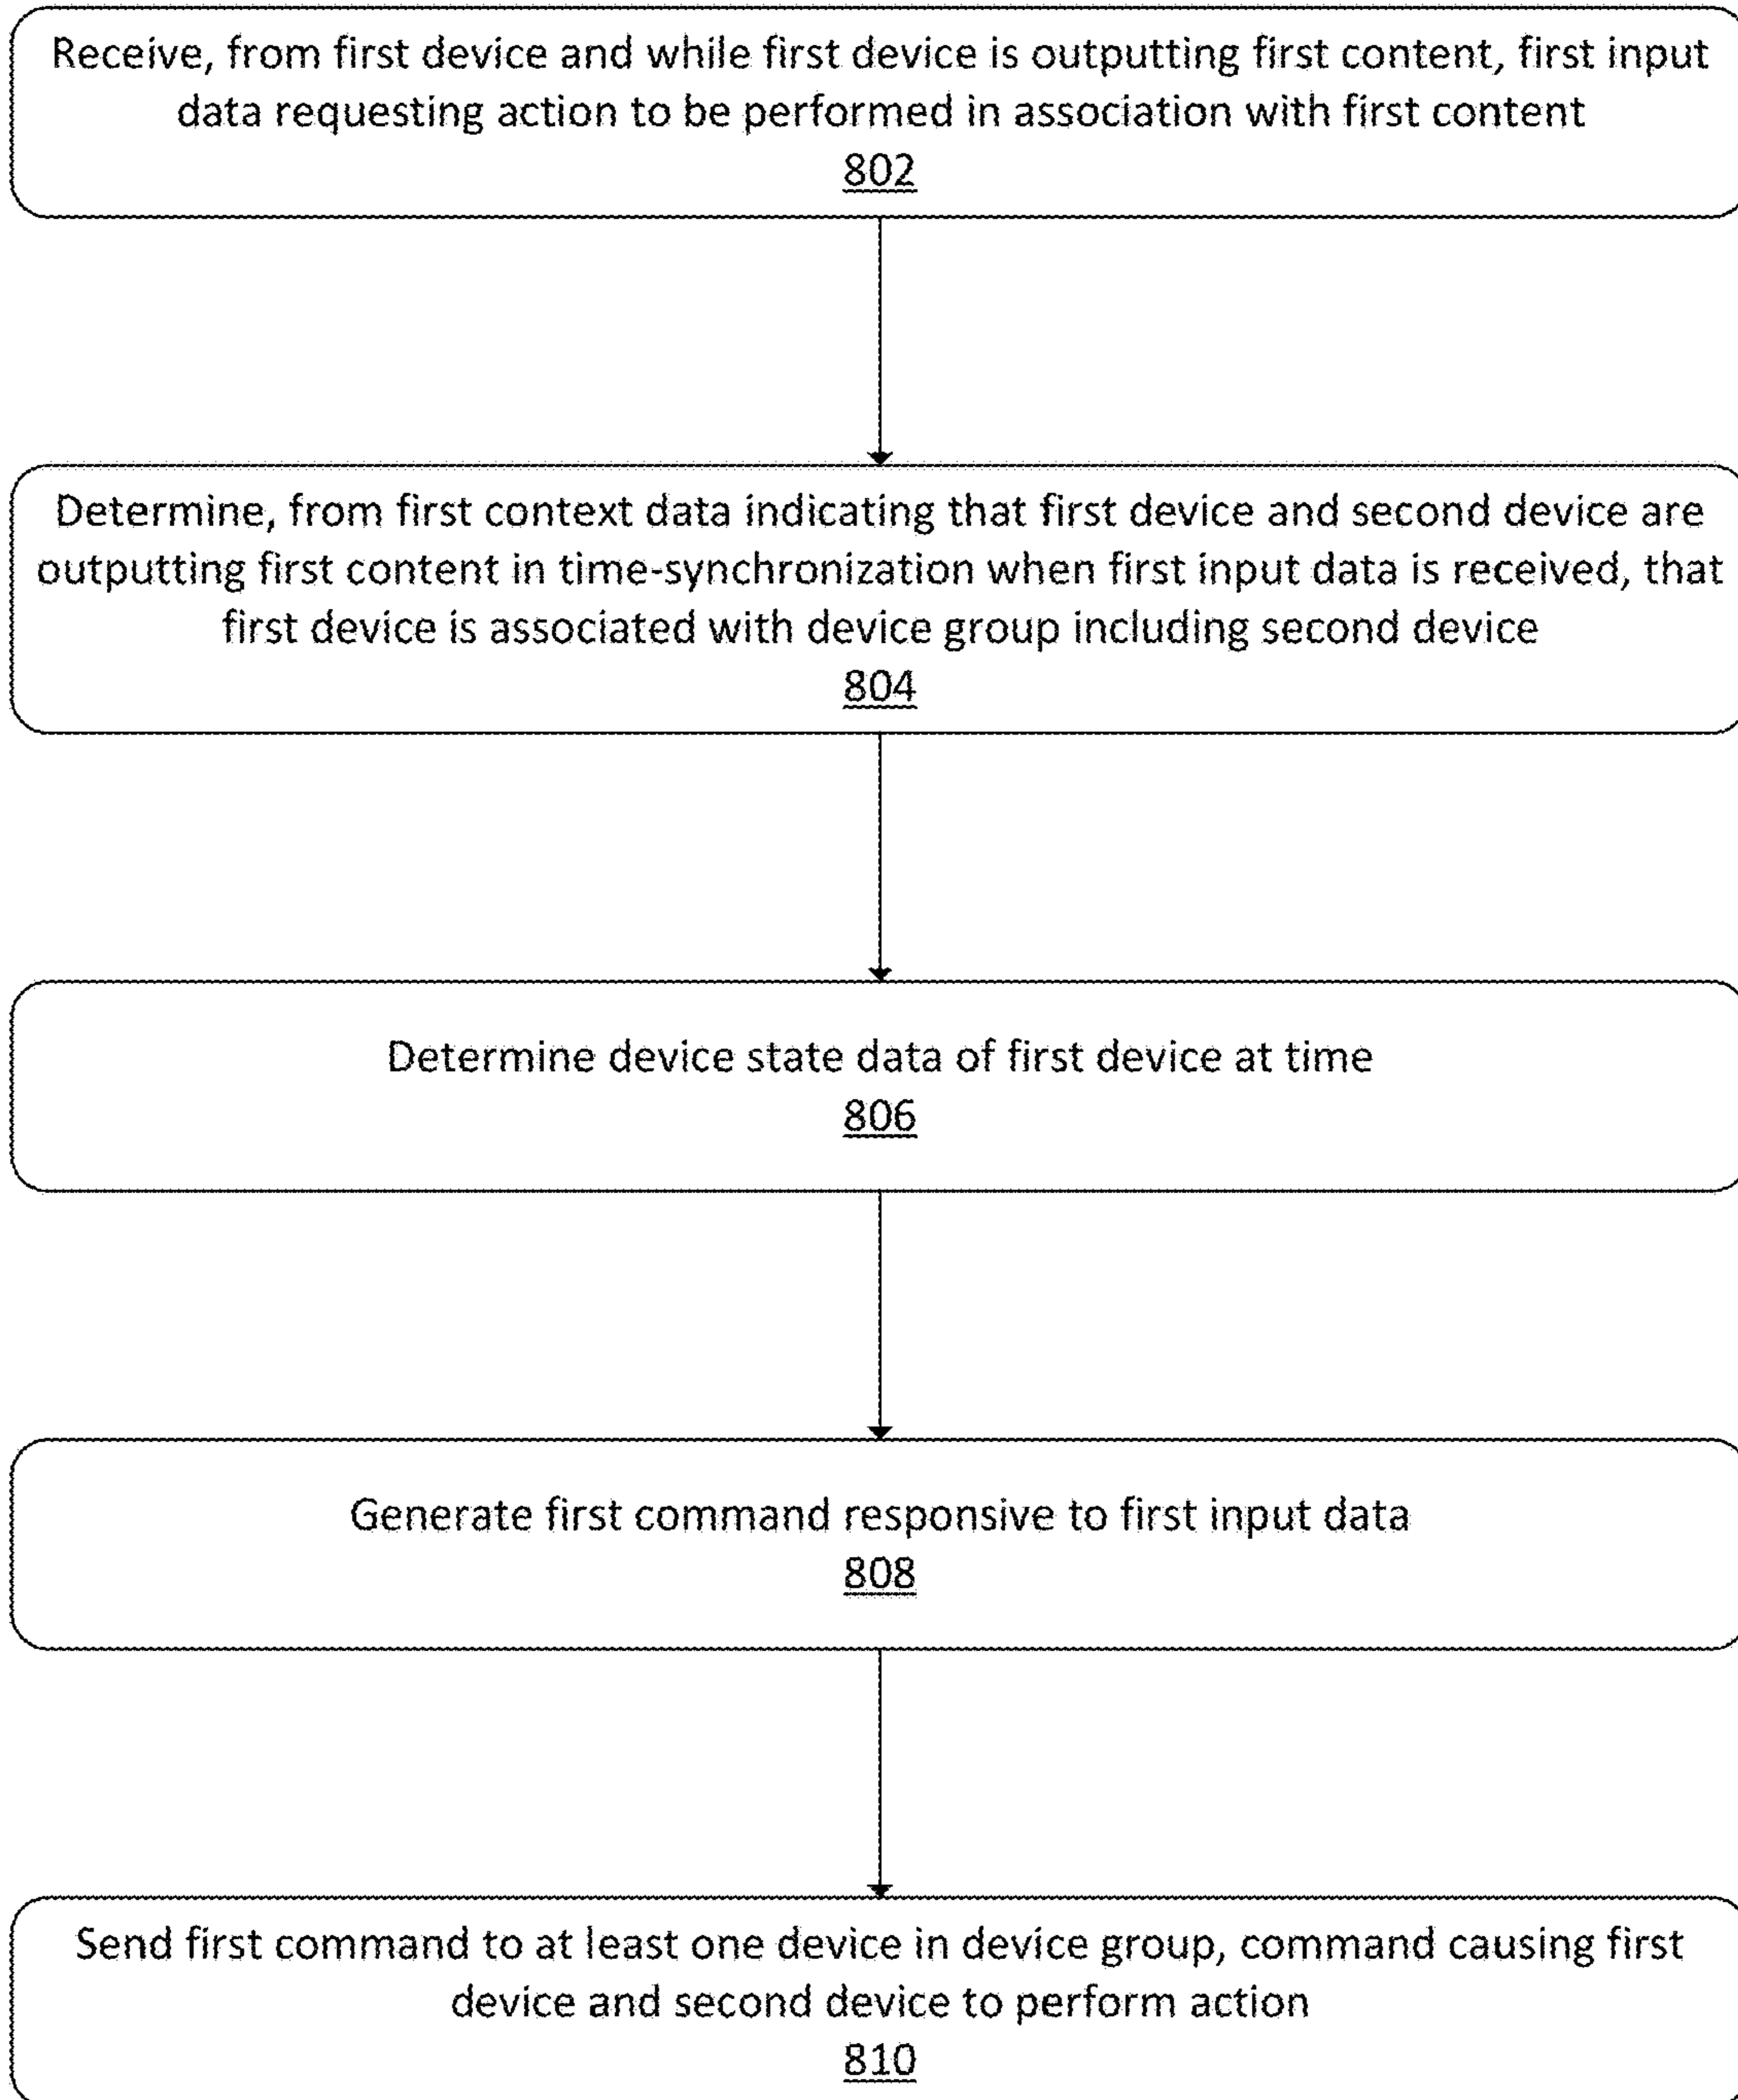 Receive, from first device and while first device is outputting first content, first input
data requesting action to be performed in association with first content
802
Determine, from first context data indicating that first device and second device are
outputting first content in time-synchronization when first input data is received, that
first device is associated with device group including second device
804
Determine device state data of first device at time
806
Generate first command responsive to first input data
808
Send first command to at least one device in device group, command causing first
device and second device to perform action
810